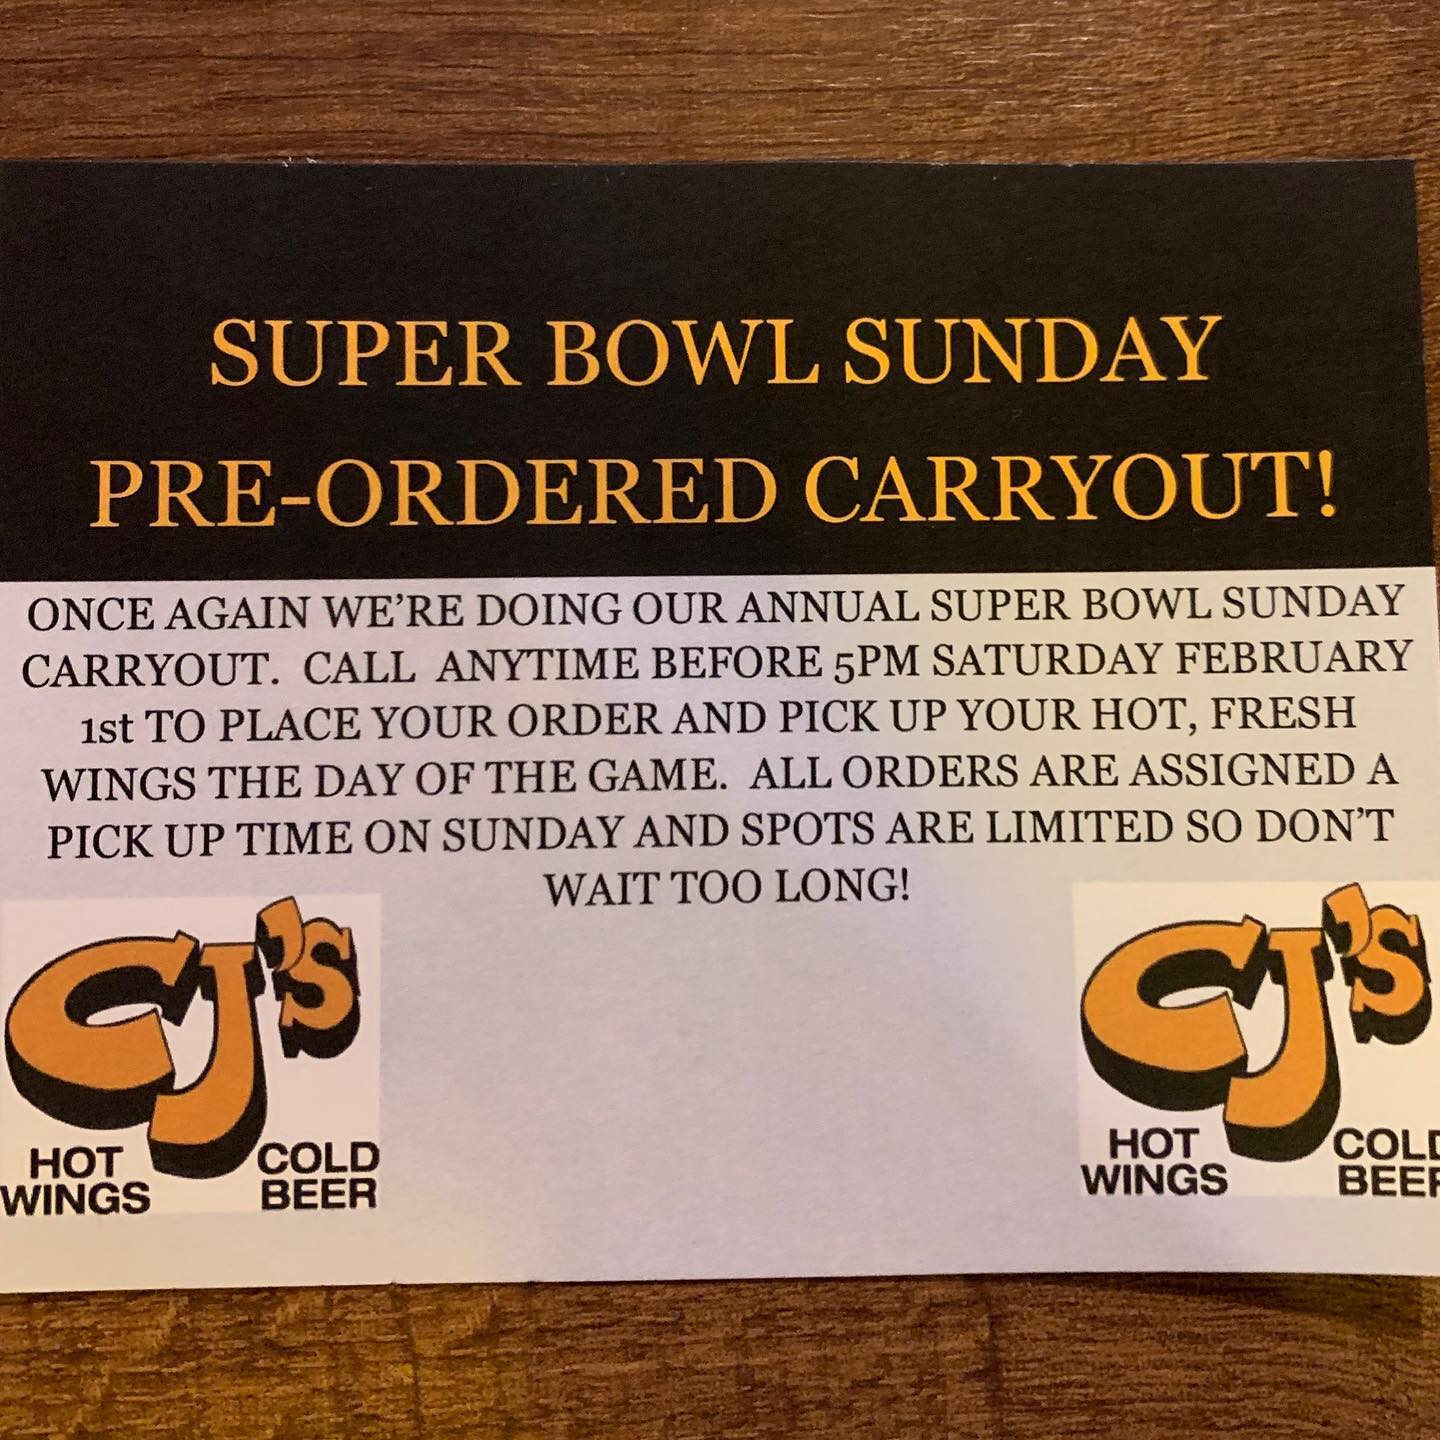 SUPER BOWL SUNDAY
PRE-ORDERED CARRYOUT!
ONCE AGAIN WE'RE DOING OUR ANNUAL SUPER BOWL SUNDAY
CARRYOUT. CALL ANYTIME BEFORE 5PM SATURDAY FEBRUARY
1st TO PLACE YOUR ORDER AND PICK UP YOUR HOT, FRESH
WINGS THE DAY OF THE GAME. ALL ORDERS ARE ASSIGNED A
PICK UP TIME ON SUNDAY AND SPOTS ARE LIMITED SO DON'T
WAIT TOO LONG!
CJ'S
HOT COLD
WINGS BEER
CJ'S
HOT COLD
WINGS BEER